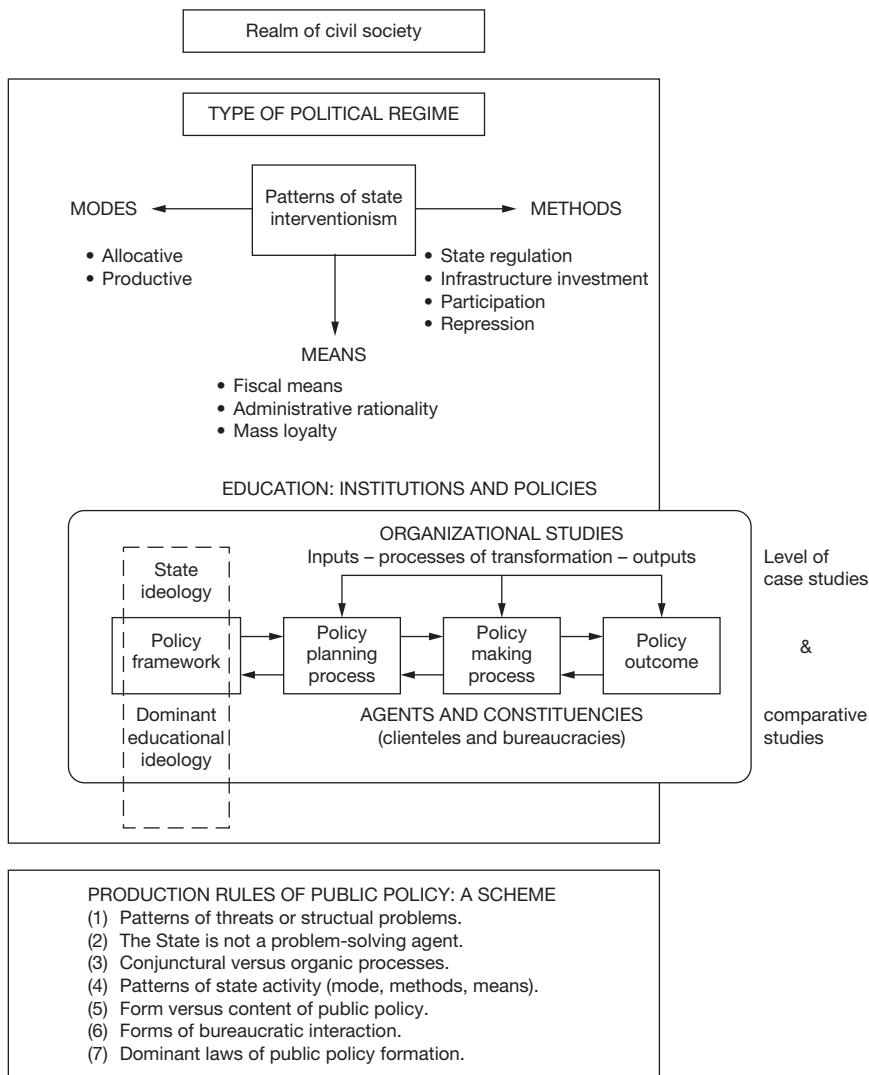 Realm of civil society
TYPE OF POLITICAL REGIME
Patterns of state
interventionism
MODES
• Allocative
• Productive
METHODS
• State regulation
• Infrastructure investment
• Participation
• Repression
MEANS
• Fiscal means
• Administrative rationality
• Mass loyalty
EDUCATION: INSTITUTIONS AND POLICIES
ORGANIZATIONAL STUDIES
Inputs – processes of transformation – outputs
State
ideology
Policy
framework
Dominant
educational
ideology
Policy
planning
process
Policy
making
process
Policy
outcome
AGENTS AND CONSTITUENCIES
(clienteles and bureaucracies)
Level of
case studies
&
comparative
studies
PRODUCTION RULES OF PUBLIC POLICY: A SCHEME
(1) Patterns of threats or structual problems.
(2) The State is not a problem-solving agent.
(3) Conjunctural versus organic processes.
(4) Patterns of state activity (mode, methods, means).
(5) Form versus content of public policy.
(6) Forms of bureaucratic interaction.
(7) Dominant laws of public policy formation.